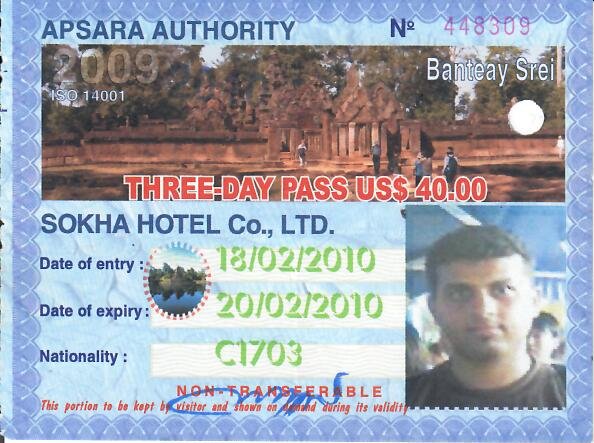 APSARA AUTHORITY
Nº 448309
2009
ISO 14001
Banteay Srei
THREE-DAY PASS US$ 40.00
SOKHA HOTEL Co., LTD.
Date of entry : 18/02/2010
Date of expiry : 20/02/2010
Nationality : C1703
NON-TRANSFERABLE
This portion to be kept by visitor and shown on demand during its validity